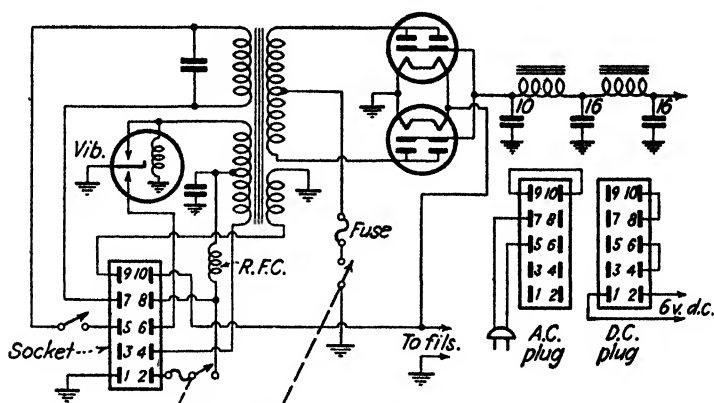 10
16
16
Vib.
Fuse
R.F.C.
Socket
9 10
7 8
5 6
3 4
1 2
9 10
7 8
5 6
3 4
1 2
9 10
7 8
5 6
3 4
1 2
6 v. d.c.
To fils.
A.C.
plug
D.C.
plug